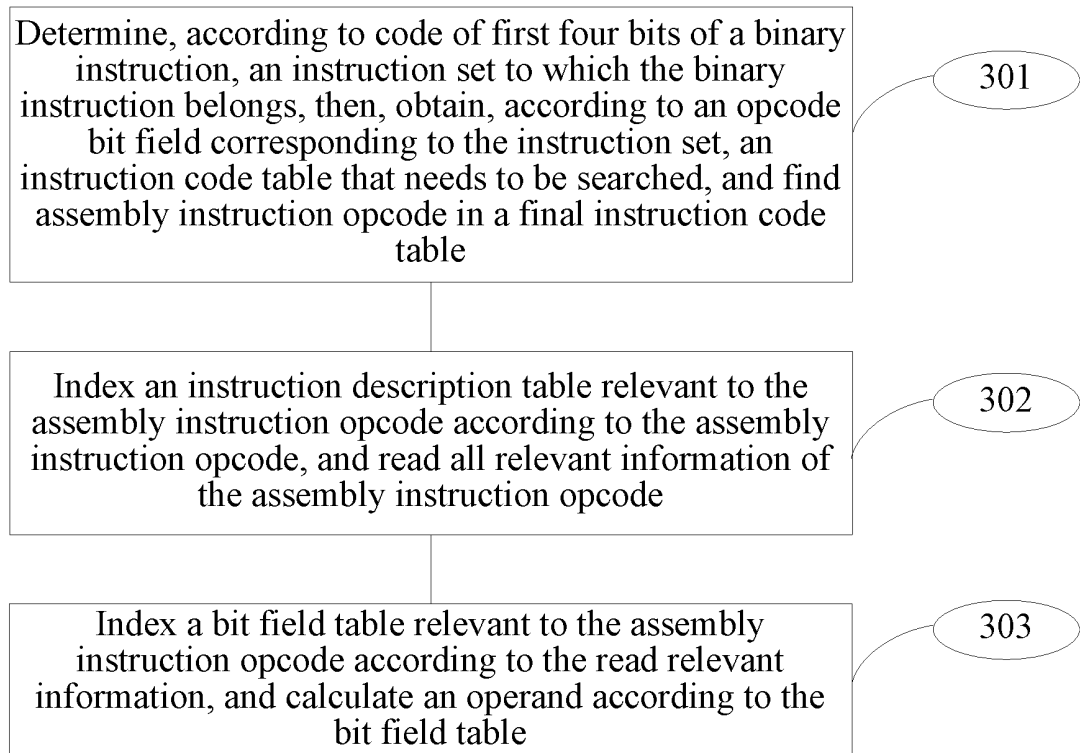 Determine, according to code of first four bits of a binary
instruction, an instruction set to which the binary
instruction belongs, then, obtain, according to an opcode
bit field corresponding to the instruction set, an
instruction code table that needs to be searched, and find
assembly instruction opcode in a final instruction code
table
301
Index an instruction description table relevant to the
assembly instruction opcode according to the assembly
instruction opcode, and read all relevant information of
the assembly instruction opcode
302
Index a bit field table relevant to the assembly
instruction opcode according to the read relevant
information, and calculate an operand according to the
bit field table
303